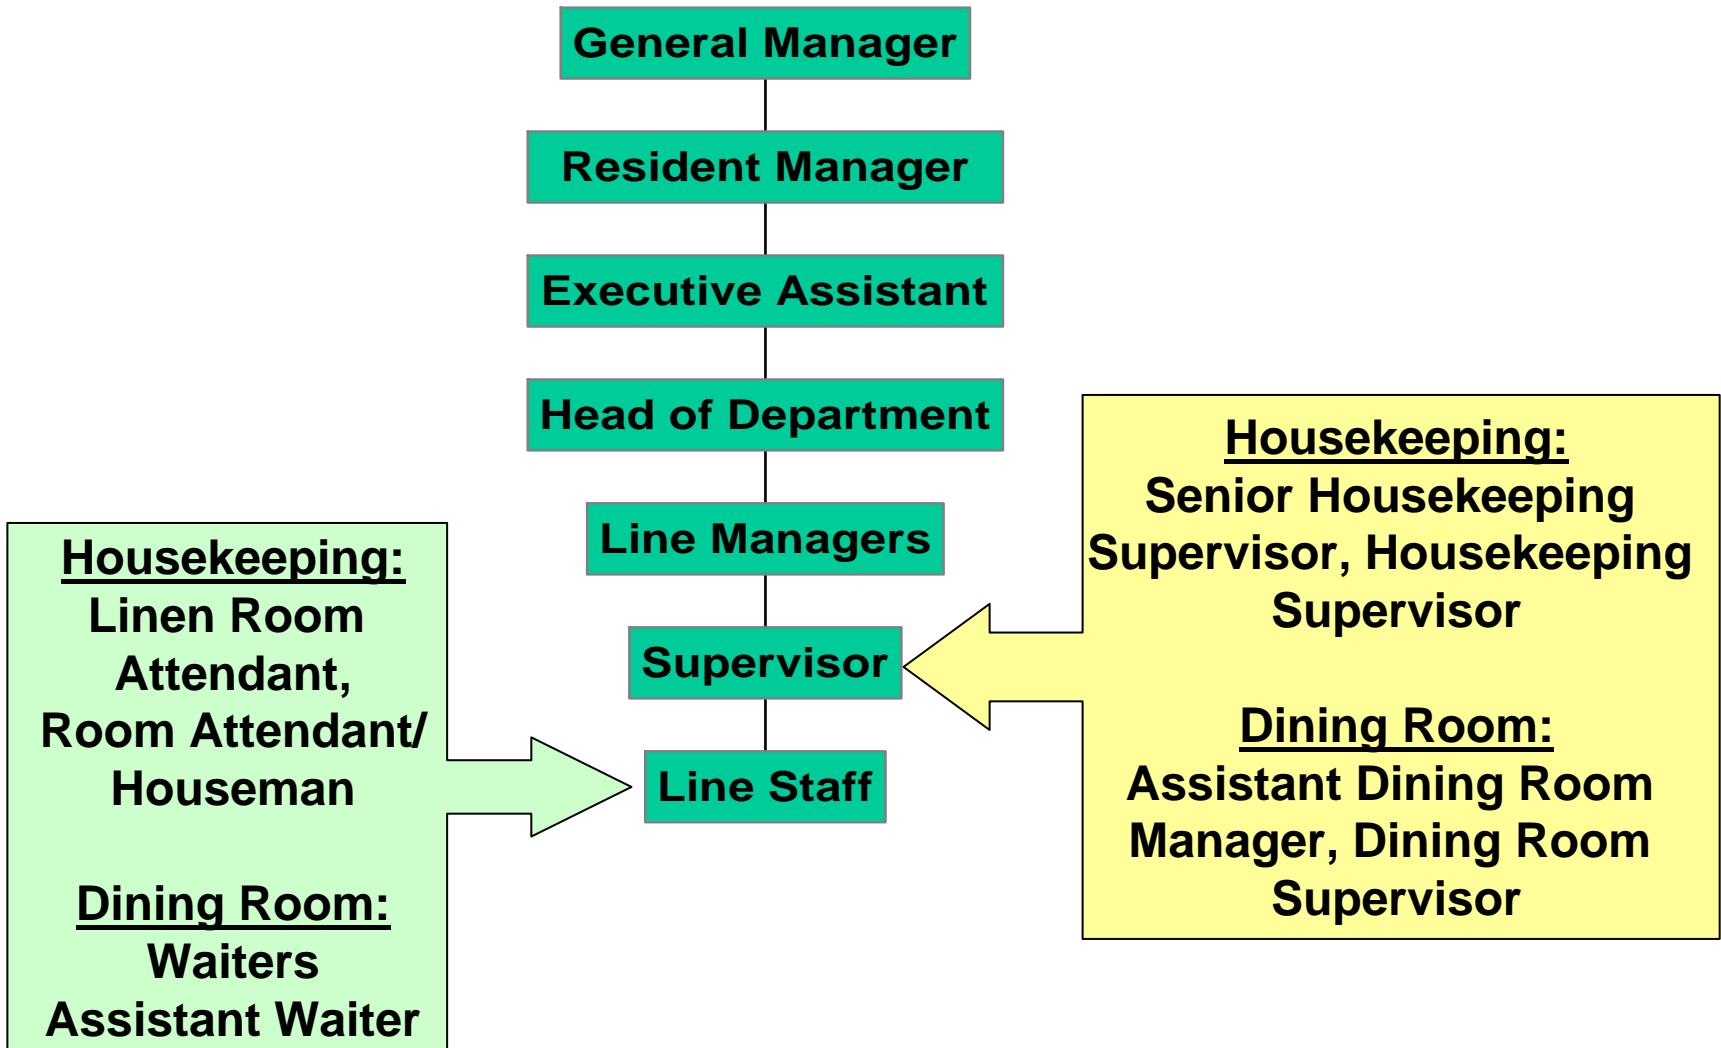 General Manager
Resident Manager
Executive Assistant
Head of Department
Line Managers
Supervisor
Line Staff
Housekeeping:
Linen Room
Attendant,
Room Attendant/
Houseman
Dining Room:
Waiters
Assistant Waiter
Housekeeping:
Senior Housekeeping
Supervisor, Housekeeping
Supervisor
Dining Room:
Assistant Dining Room
Manager, Dining Room
Supervisor